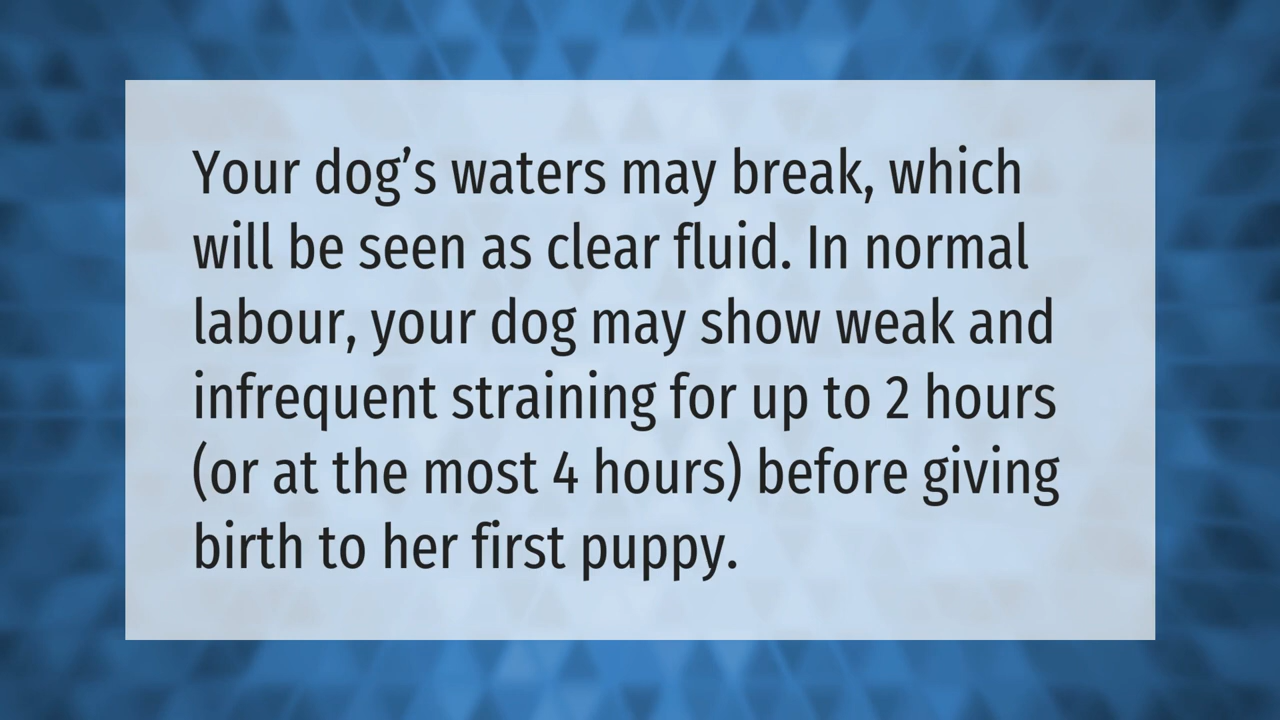 Your dog’s waters may break, which
will be seen as clear fluid. In normal
labour, your dog may show weak and
infrequent straining for up to 2 hours
(or at the most 4 hours) before giving
birth to her first puppy.